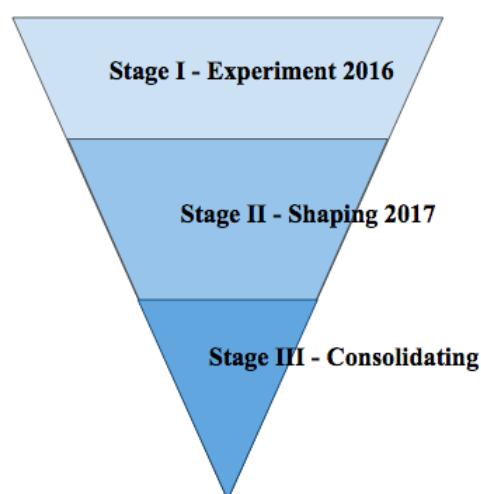 Stage I - Experiment 2016
Stage II - Shaping 2017
Stage III - Consolidating